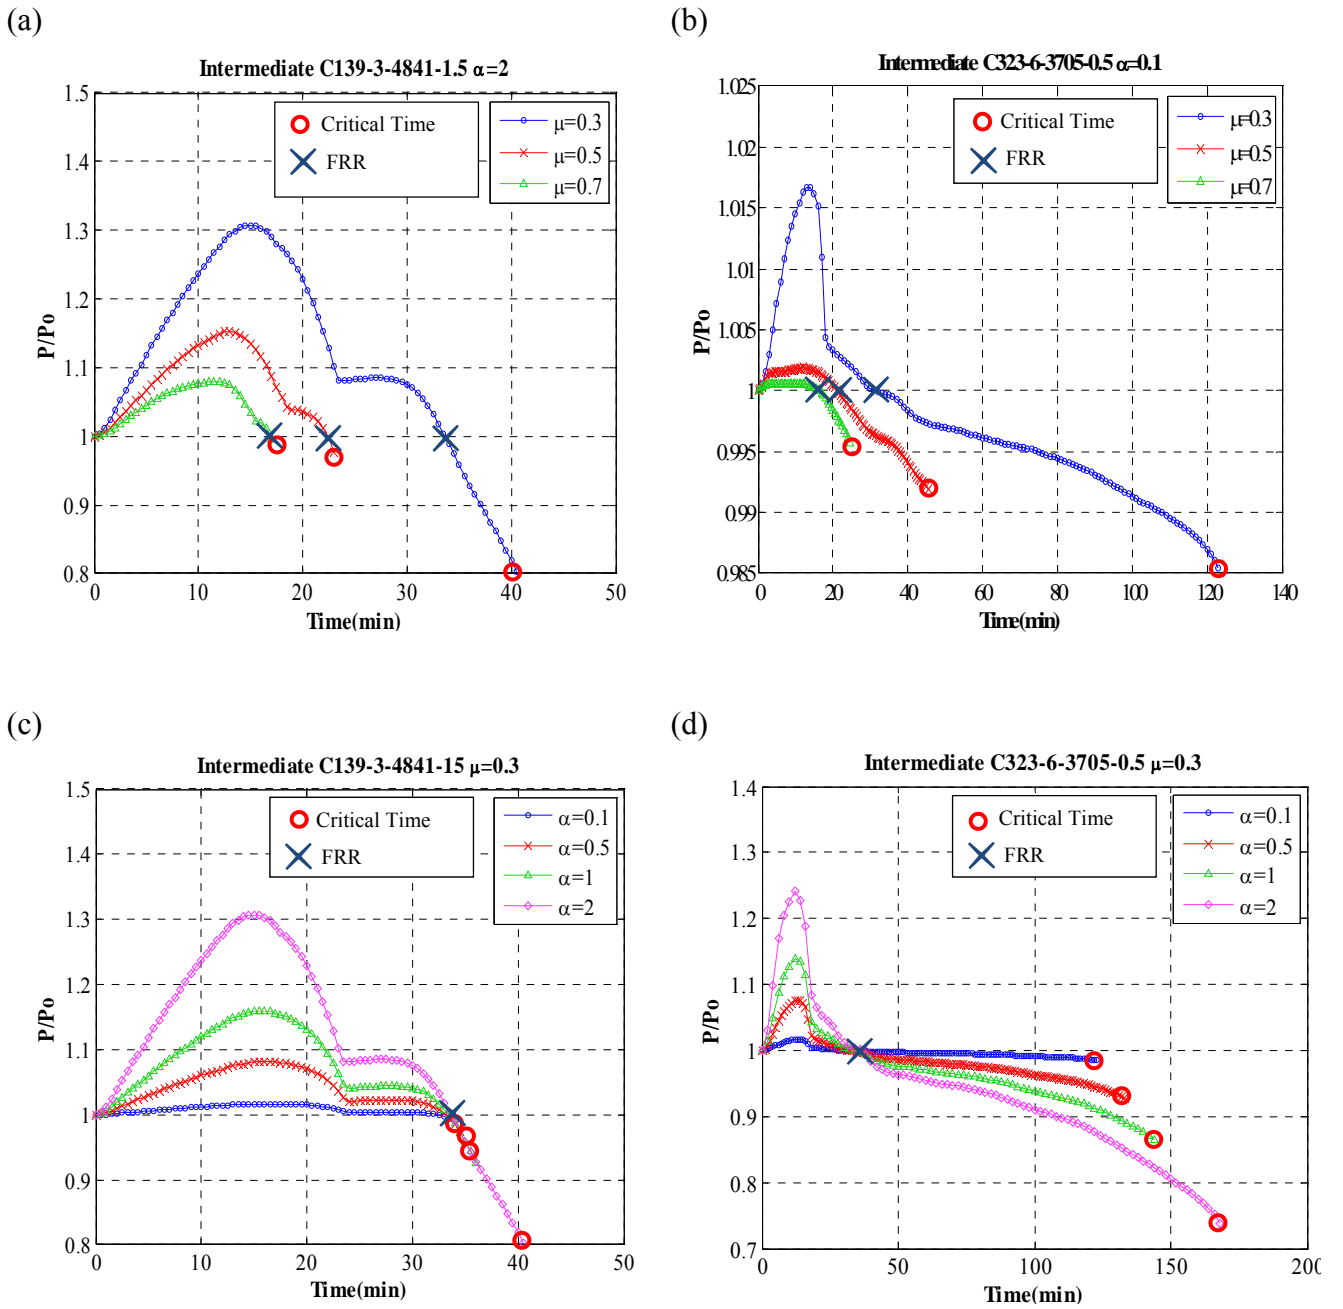 (a)
Intermediate C139-3-4841-1.5 α=2
1.5
1.4
1.3
1.2
1.1
1
0.9
0.8
P/Po
Critical Time
FRR
μ=0.3
μ=0.5
μ=0.7
0 10 20 30 40 50
Time(min)
(b)
Intermediate C323-6-3705-0.5 α=0.1
1.025
1.02
1.015
1.01
1.005
1
0.995
0.99
0.985
P/Po
Critical Time
FRR
μ=0.3
μ=0.5
μ=0.7
0 20 40 60 80 100 120 140
Time(min)
(c)
Intermediate C139-3-4841-15 μ=0.3
1.5
1.4
1.3
1.2
1.1
1
0.9
0.8
P/Po
Critical Time
FRR
α=0.1
α=0.5
α=1
α=2
0 10 20 30 40 50
Time(min)
(d)
Intermediate C323-6-3705-0.5 μ=0.3
1.4
1.3
1.2
1.1
1
0.9
0.8
0.7
P/Po
Critical Time
FRR
α=0.1
α=0.5
α=1
α=2
0 50 100 150 200
Time(min)